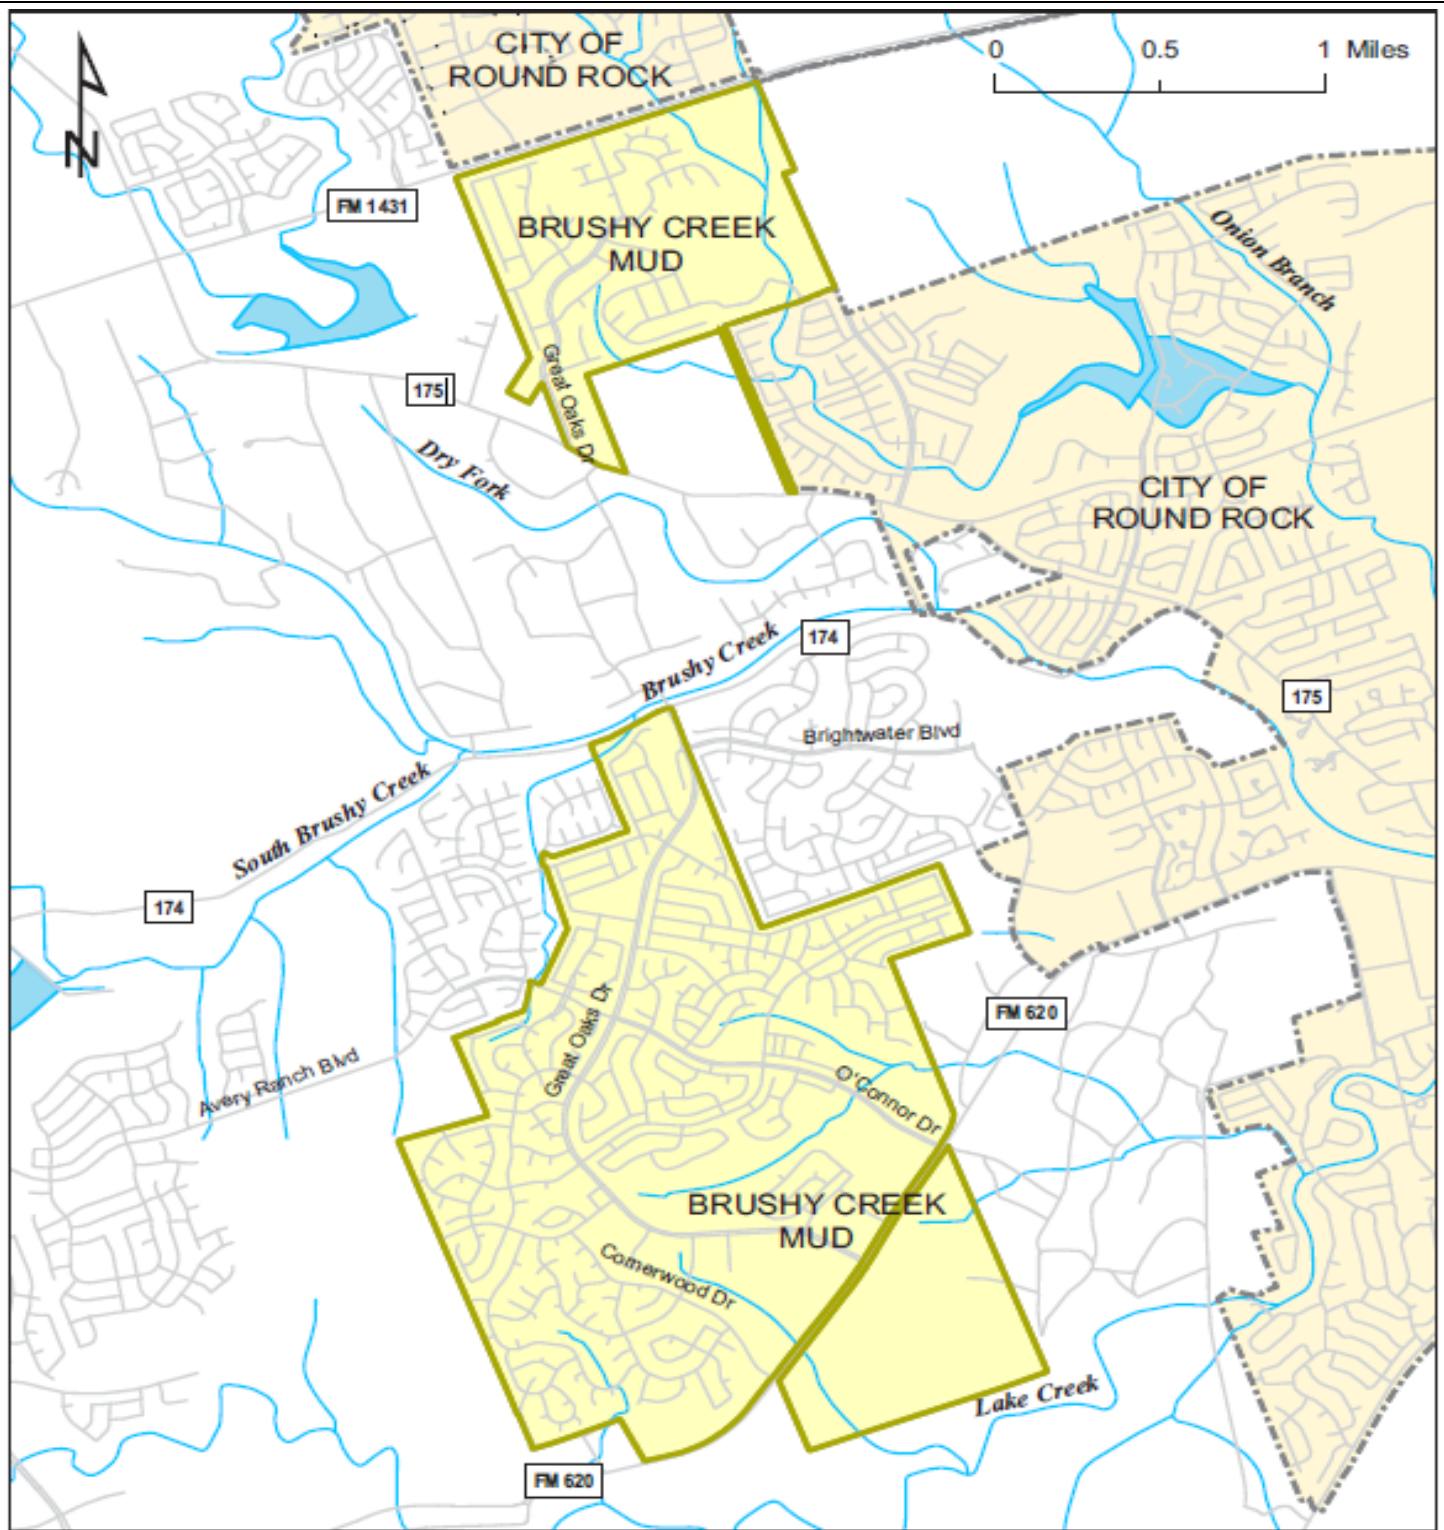 CITY OF
ROUND ROCK
0 0.5 1 Miles
N
FM 1431
BRUSHY CREEK
MUD
Onion Branch
175
Great Oaks Dr
Dry Fork
CITY OF
ROUND ROCK
Brushy Creek
174
175
Brightwater Blvd
South Brushy Creek
174
Great Oaks Dr
FM 620
Avery Ranch Blvd
O'Connor Dr
BRUSHY CREEK
MUD
Cornerwood Dr
Lake Creek
FM 620